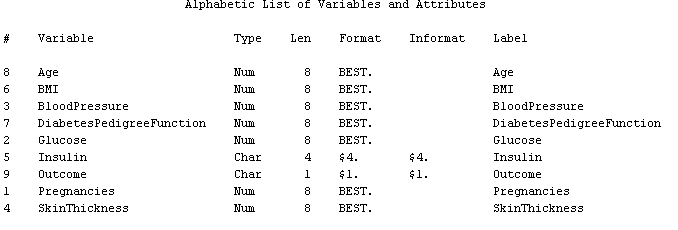 Alphabetic List of Variables and Attributes
# Variable Type Len Format Informat Label
8 Age Num 8 BEST. Age
6 BMI Num 8 BEST. BMI
3 BloodPressure Num 8 BEST. BloodPressure
7 DiabetesPedigreeFunction Num 8 BEST. DiabetesPedigreeFunction
2 Glucose Num 8 BEST. Glucose
5 Insulin Char 4 $4. $4. Insulin
9 Outcome Char 1 $1. $1. Outcome
1 Pregnancies Num 8 BEST. Pregnancies
4 SkinThickness Num 8 BEST. SkinThickness